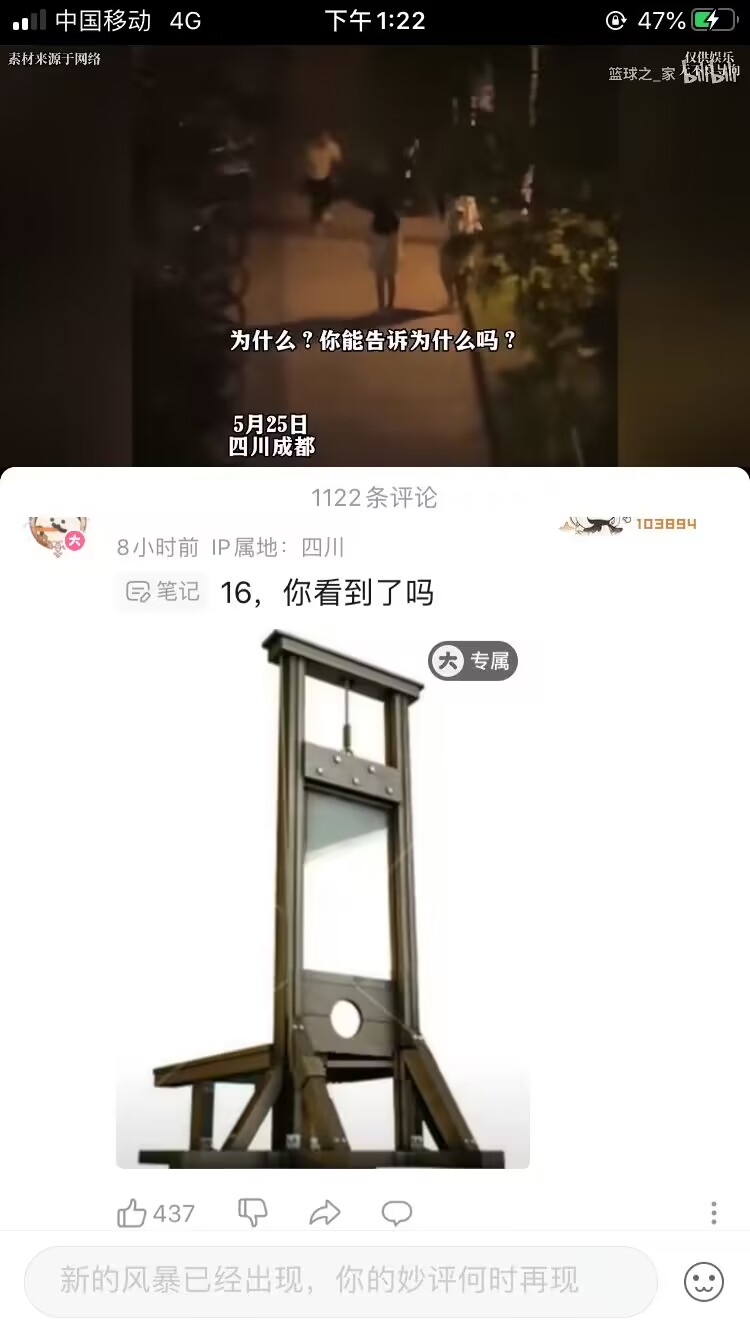 中国移动 4G 下午1:22 47%
素材来源于网络
仅供娱乐
篮球之_家
bilibili
为什么？你能告诉为什么吗？
5月25日
四川成都
1122条评论
大
103894
8小时前 IP属地：四川
笔记 16，你看到了吗
大 专属
437
新的风暴已经出现，你的妙评何时再现